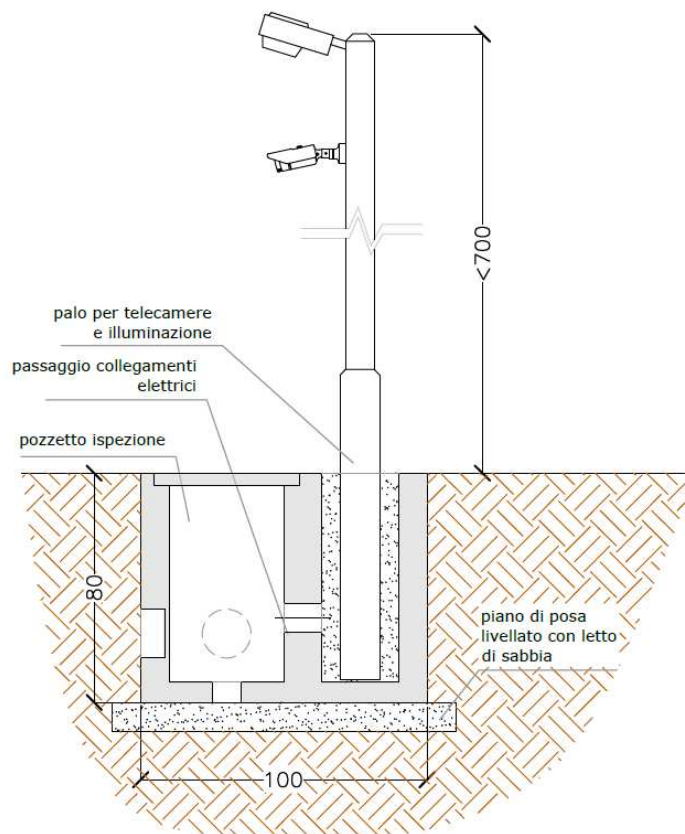 <700
palo per telecamere
e illuminazione
passaggio collegamenti
elettrici
pozzetto ispezione
80
piano di posa
livellato con letto
di sabbia
100